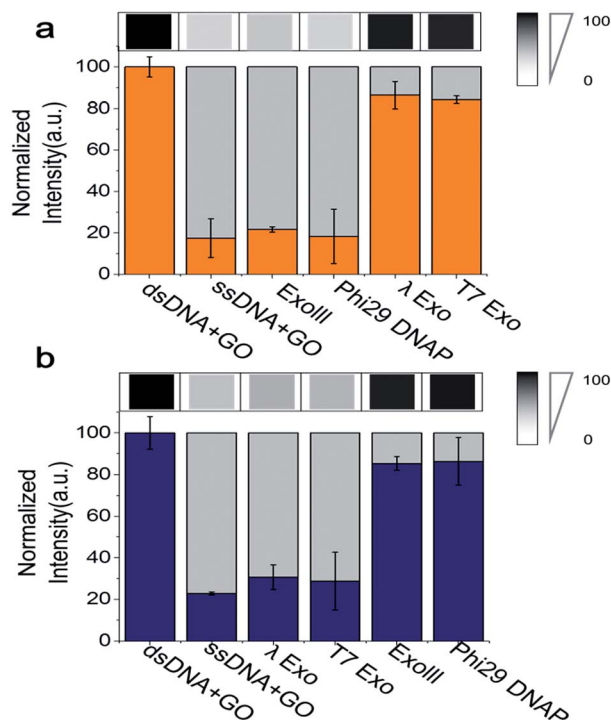 a
100
0
Normalized
Intensity(a.u.)
100
80
60
40
20
0
dsDNA+GO
ssDNA+GO
ExoIII
Phi29 DNAP
λ Exo
T7 Exo
b
100
0
Normalized
Intensity(a.u.)
100
80
60
40
20
0
dsDNA+GO
ssDNA+GO
λ Exo
T7 Exo
ExoIII
Phi29 DNAP